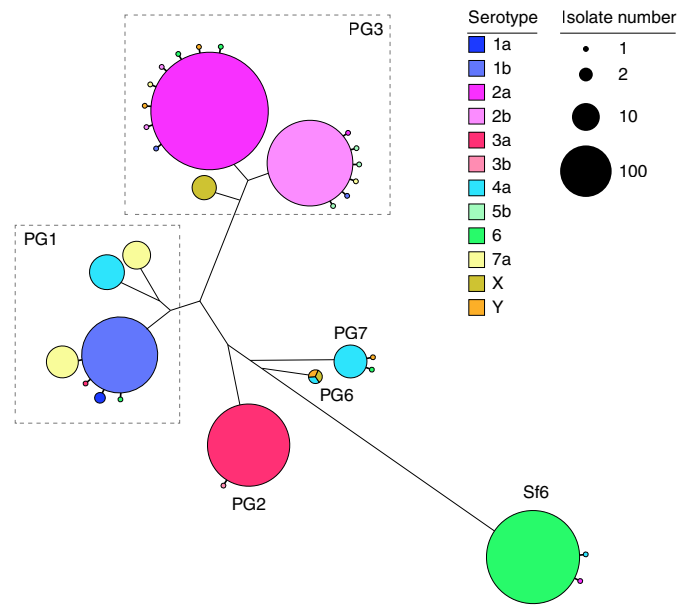 PG3
PG1
PG7
PG6
PG2
Sf6
Serotype
1a
1b
2a
2b
3a
3b
4a
5b
6
7a
X
Y
Isolate number
1
2
10
100